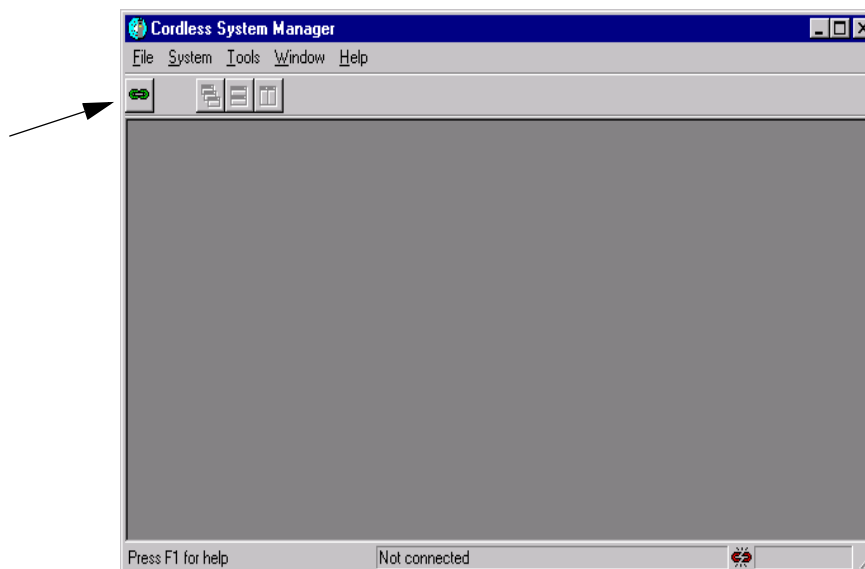 Cordless System Manager
File System Tools Window Help
Press F1 for help Not connected